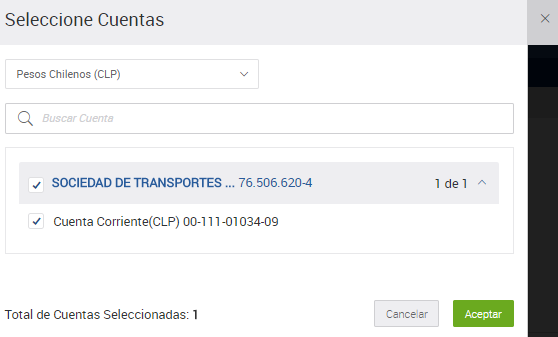 Seleccione Cuentas
Pesos Chilenos (CLP)
Buscar Cuenta
SOCIEDAD DE TRANSPORTES ... 76.506.620-4 1 de 1
Cuenta Corriente(CLP) 00-111-01034-09
Total de Cuentas Seleccionadas: 1 Cancelar Aceptar